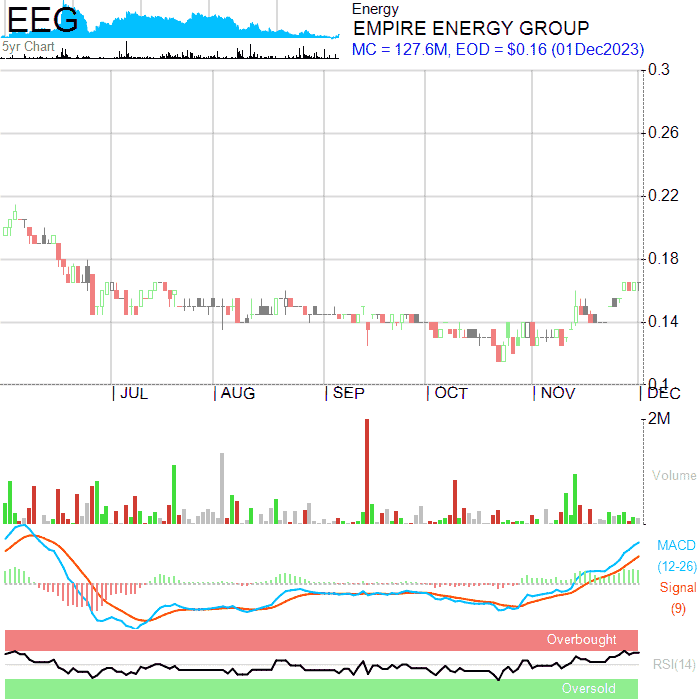 EEG
5yr Chart
Energy
EMPIRE ENERGY GROUP
MC = 127.6M, EOD = $0.16 (01Dec2023)
0.3
0.26
0.22
0.18
0.14
0.1
JUL AUG SEP OCT NOV DEC
2M
Volume
MACD
(12-26)
Signal
(9)
Overbought
RSI(14)
Oversold